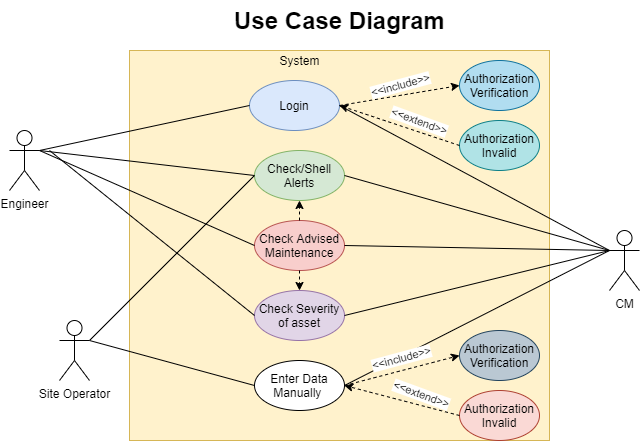 Use Case Diagram
System
Login
<<include>>
Authorization
Verification
<<extend>>
Authorization
Invalid
Engineer
Check/Shell
Alerts
Check Advised
Maintenance
CM
Check Severity
of asset
Site Operator
Enter Data
Manually
<<include>>
Authorization
Verification
<<extend>>
Authorization
Invalid